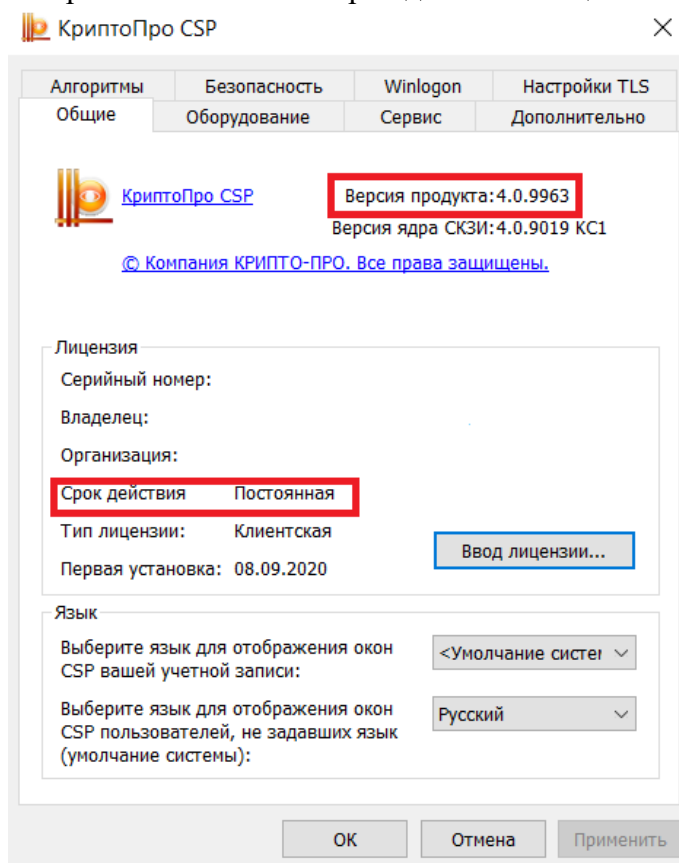 КриптоПро CSP
Алгоритмы Безопасность Winlogon Настройки TLS
Общие Оборудование Сервис Дополнительно
КриптоПро CSP Версия продукта:4.0.9963
Версия ядра СКЗИ:4.0.9019 КС1
© Компания КРИПТО-ПРО. Все права защищены.
Лицензия
Серийный номер:
Владелец:
Организация:
Срок действия Постоянная
Тип лицензии: Клиентская
Ввод лицензии...
Первая установка: 08.09.2020
Язык
Выберите язык для отображения окон
CSP вашей учетной записи:
<Умолчание систе
Выберите язык для отображения окон
CSP пользователей, не задавших язык
(умолчание системы):
Русский
ОК Отмена Применить